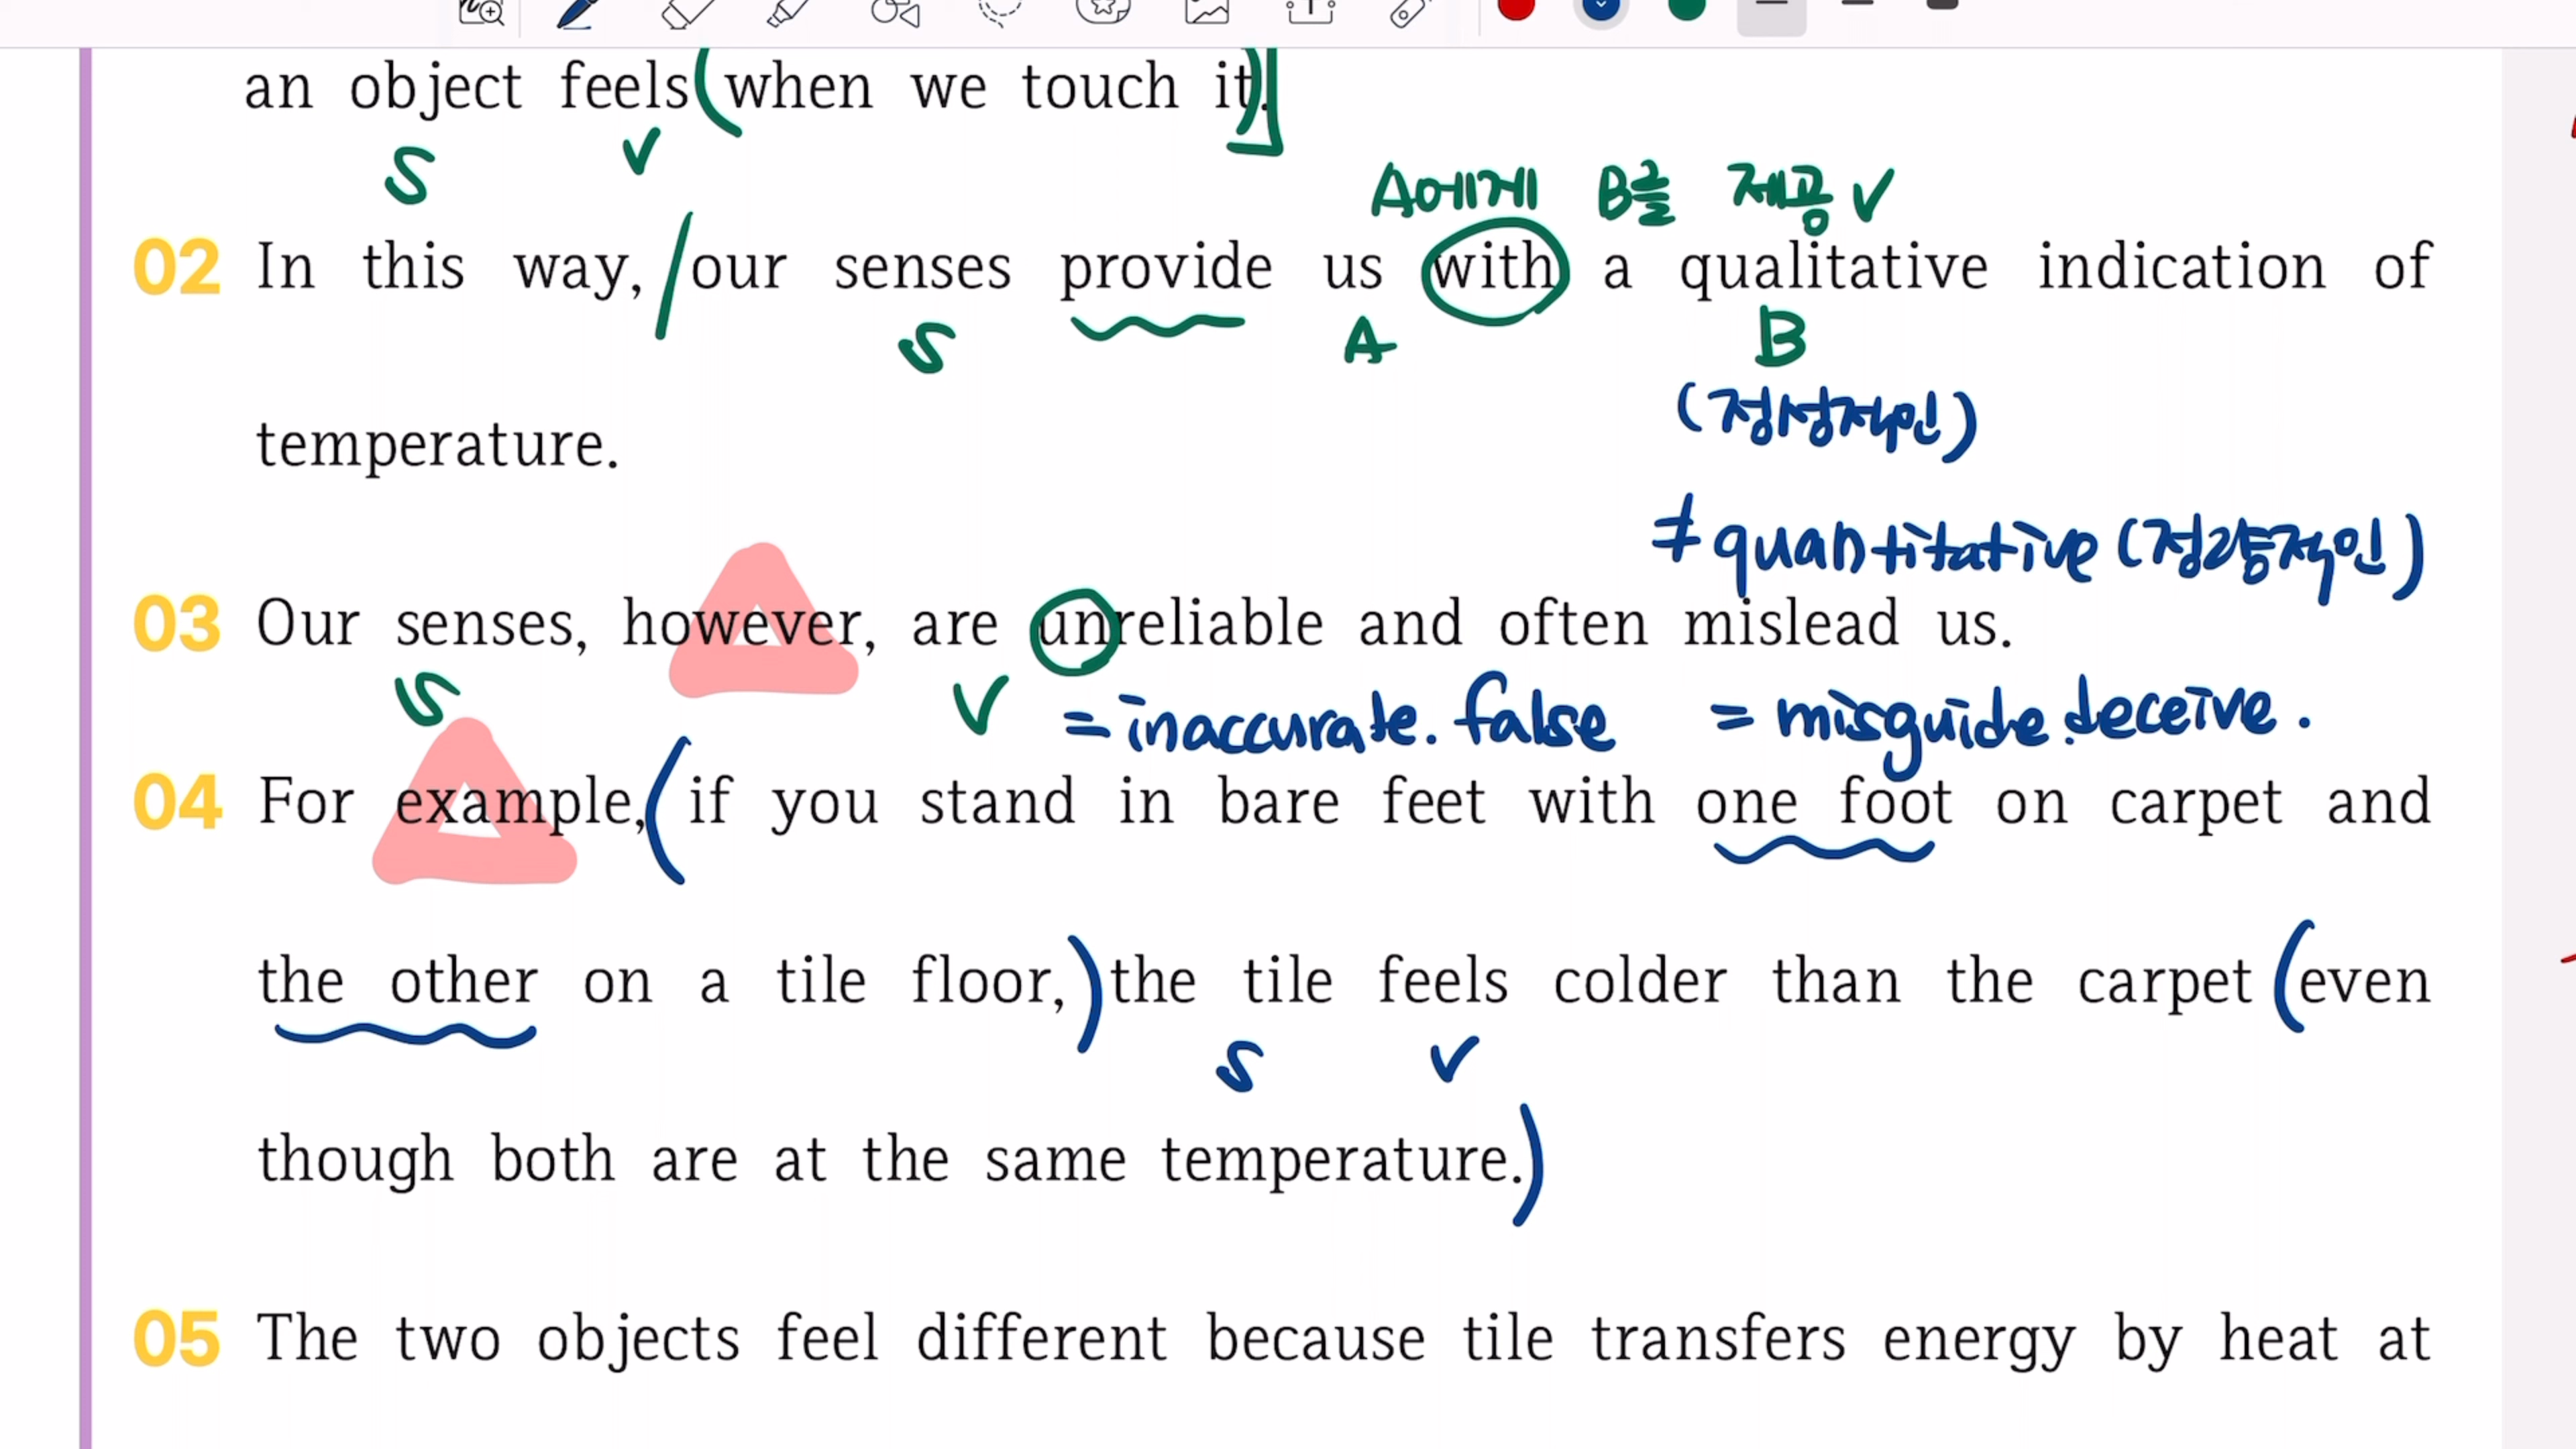 an object feels (when we touch it.)]
S V
A에게 B를 제공 V
02 In this way, / our senses provide us with a qualitative indication of
S A B
(정성적인)
temperature.
≠ quantitative (정량적인)
03 Our senses, however, are unreliable and often mislead us.
S V = inaccurate. false = misguide. deceive.
04 For example, (if you stand in bare feet with one foot on carpet and
the other on a tile floor,) the tile feels colder than the carpet (even
S V
though both are at the same temperature.)
05 The two objects feel different because tile transfers energy by heat at